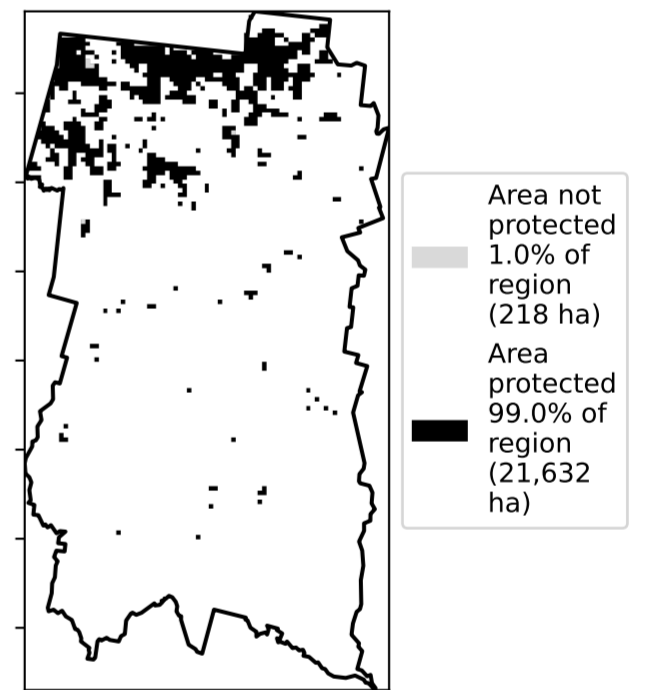 Area not
protected
1.0% of
region
(218 ha)
Area
protected
99.0% of
region
(21,632
ha)